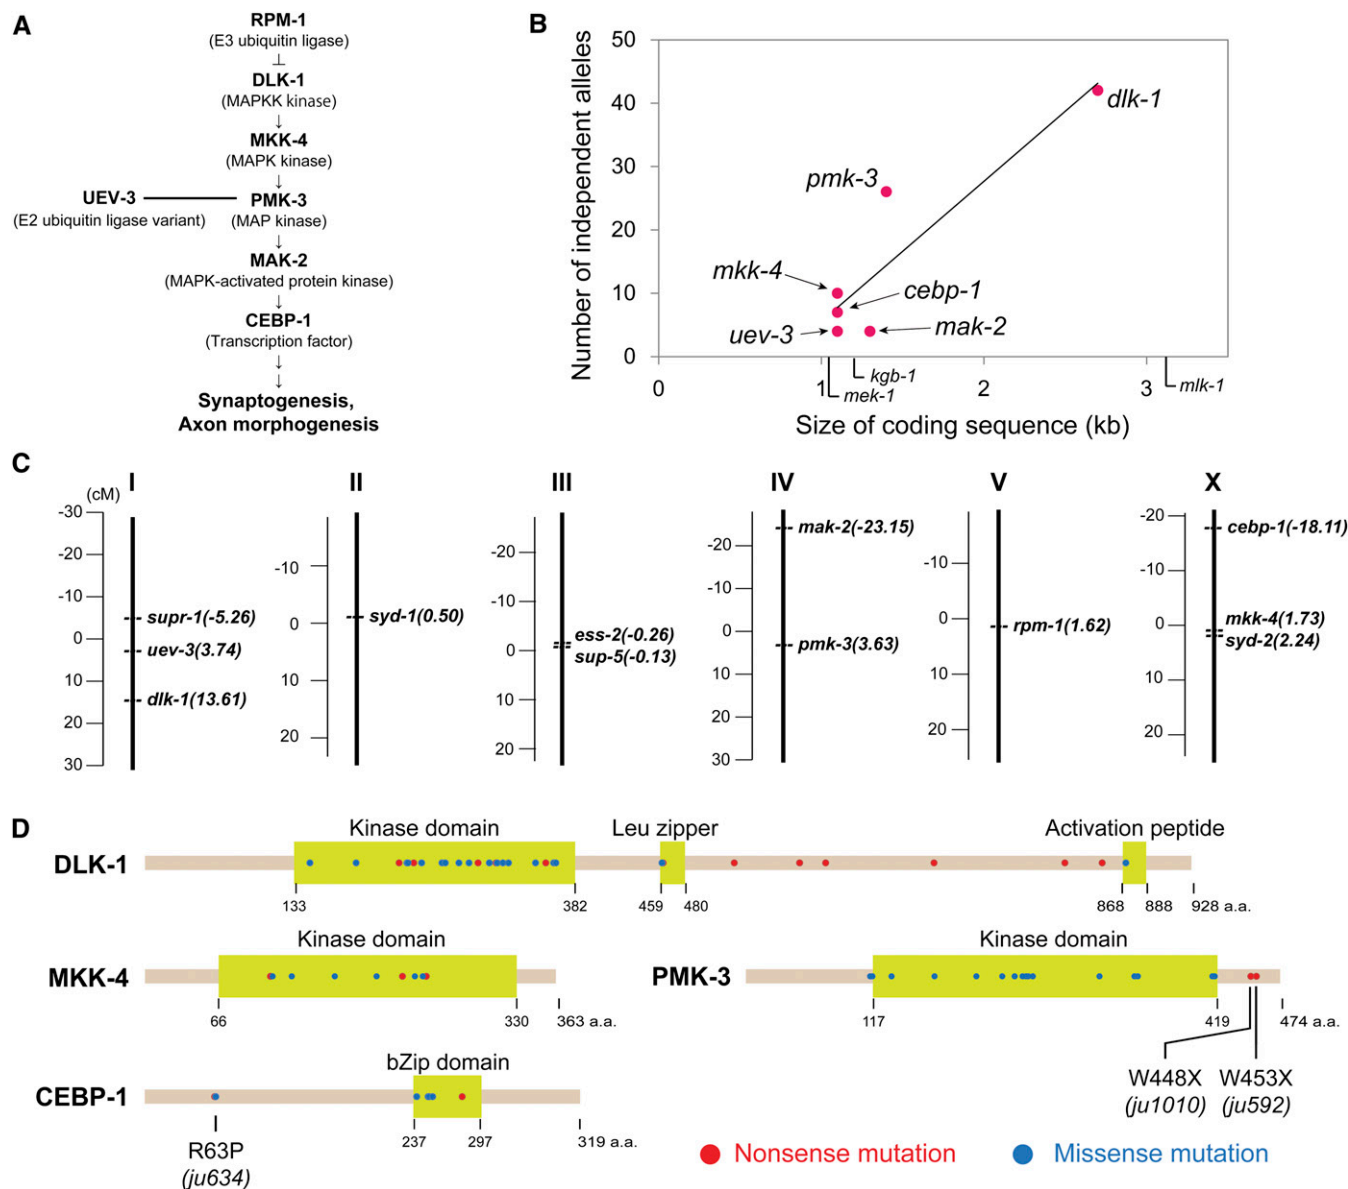 A
RPM-1
(E3 ubiquitin ligase)
DLK-1
(MAPKK kinase)
MKK-4
(MAPK kinase)
UEV-3
(E2 ubiquitin ligase variant)
PMK-3
(MAP kinase)
MAK-2
(MAPK-activated protein kinase)
CEBP-1
(Transcription factor)
Synaptogenesis,
Axon morphogenesis
B
Number of independent alleles
50
40
30
20
10
0
dlk-1
pmk-3
mkk-4
cebp-1
uev-3
mak-2
0
1
2
3
kgb-1
mek-1
mlk-1
Size of coding sequence (kb)
C
I
(cM)
-30
-20
-10
0
10
20
30
supr-1(-5.26)
uev-3(3.74)
dlk-1(13.61)
II
-10
0
10
20
syd-1(0.50)
III
-20
-10
0
10
20
ess-2(-0.26)
sup-5(-0.13)
IV
-20
-10
0
10
20
30
mak-2(-23.15)
pmk-3(3.63)
V
-10
0
10
20
rpm-1(1.62)
X
-20
-10
0
10
20
cebp-1(-18.11)
mkk-4(1.73)
syd-2(2.24)
D
Kinase domain
Leu zipper
Activation peptide
DLK-1
133
382
459
480
868
888
928 a.a.
Kinase domain
MKK-4
66
330
363 a.a.
Kinase domain
PMK-3
117
419
474 a.a.
W448X
(ju1010)
W453X
(ju592)
bZip domain
CEBP-1
237
297
319 a.a.
R63P
(ju634)
Nonsense mutation
Missense mutation